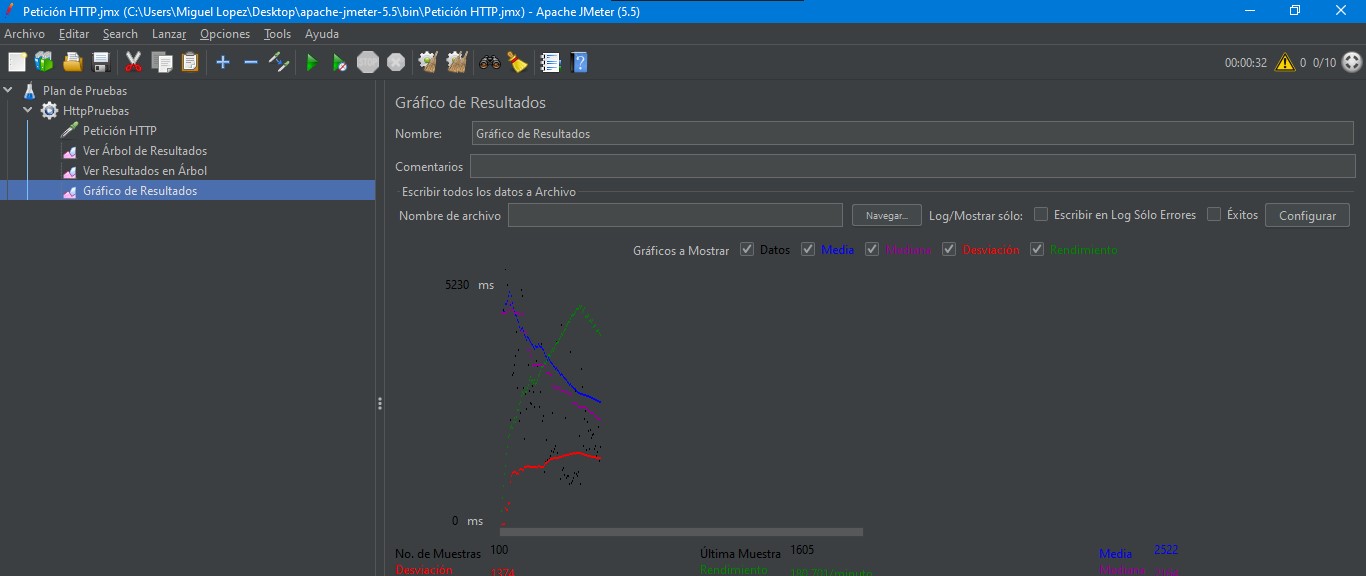 Petición HTTP.jmx (C:\Users\Miguel Lopez\Desktop\apache-jmeter-5.5\bin\Petición HTTP.jmx) - Apache JMeter (5.5)
Archivo Editar Search Lanzar Opciones Tools Ayuda
STOP 00:00:32 0 0/10
Plan de Pruebas
HttpPruebas
Petición HTTP
Ver Árbol de Resultados
Ver Resultados en Árbol
Gráfico de Resultados
Gráfico de Resultados
Nombre: Gráfico de Resultados
Comentarios
Escribir todos los datos a Archivo
Nombre de archivo Navegar... Log/Mostrar sólo: Escribir en Log Sólo Errores Éxitos Configurar
Gráficos a Mostrar Datos Media Mediana Desviación Rendimiento
5230 ms
0 ms
No. de Muestras 100 Última Muestra 1605 Media 2522
Desviación 1374 Rendimiento 190.701/minuto Mediana